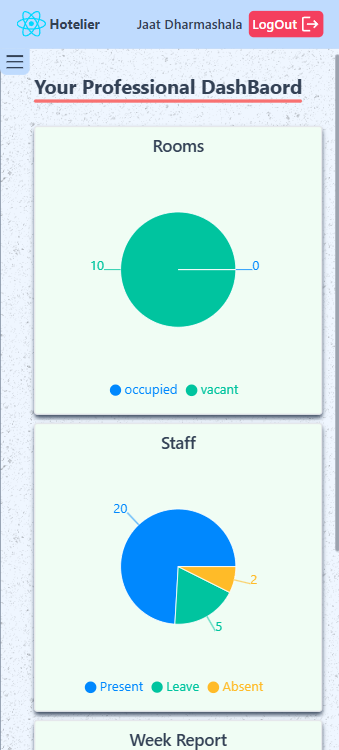 Hotelier
Jaat Dharmashala
LogOut
Your Professional DashBaord
Rooms
10
0
occupied
vacant
Staff
20
2
5
Present
Leave
Absent
Week Report